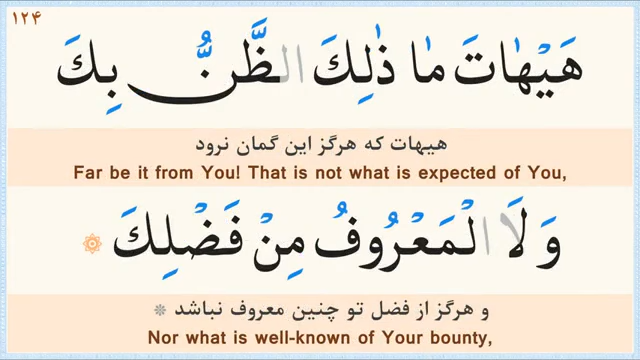 ۱۲۴
هَيْهَاتَ مَا ذَٰلِكَ الظَّنُّ بِكَ
هیهات که هرگز این گمان نرود
Far be it from You! That is not what is expected of You,
وَ لَا الْمَعْرُوفُ مِنْ فَضْلِكَ
و هرگز از فضل تو چنین معروف نباشد
Nor what is well-known of Your bounty,